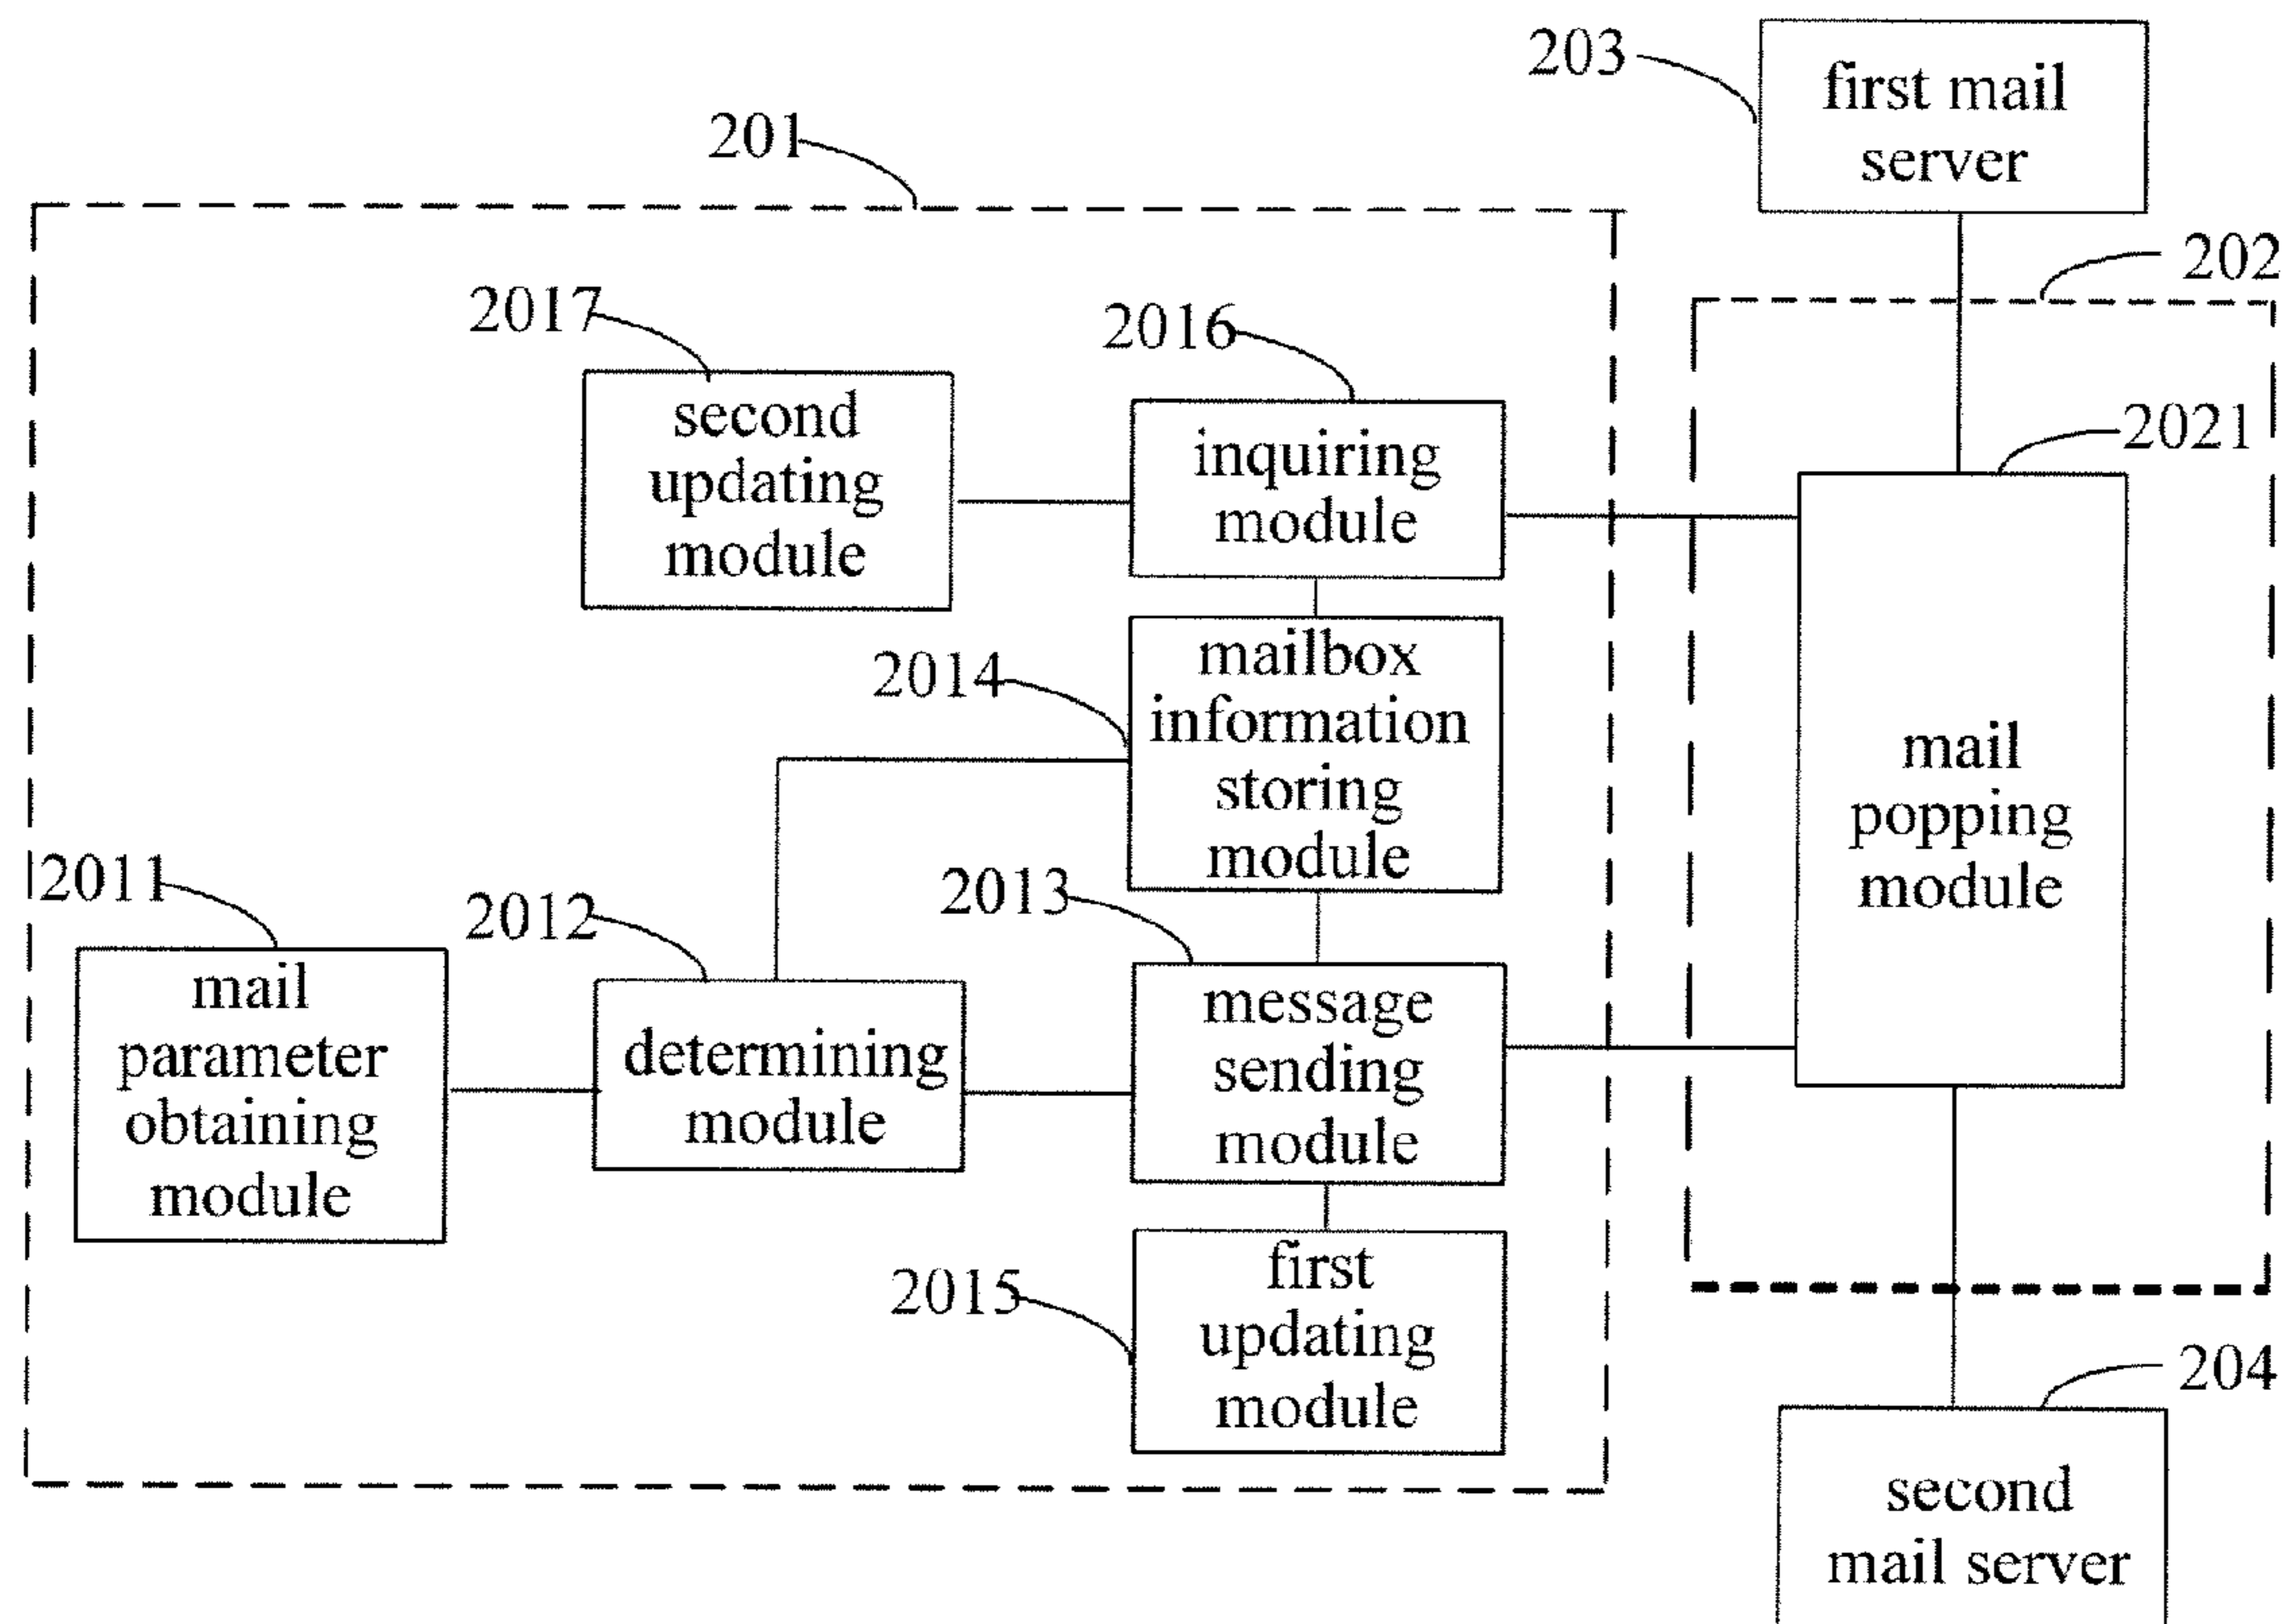 203
first mail
server
201
202
2017
second
updating
module
2016
inquiring
module
2021
mail
popping
module
2014
mailbox
information
storing
module
2011
mail
parameter
obtaining
module
2012
determining
module
2013
message
sending
module
2015
first
updating
module
204
second
mail server